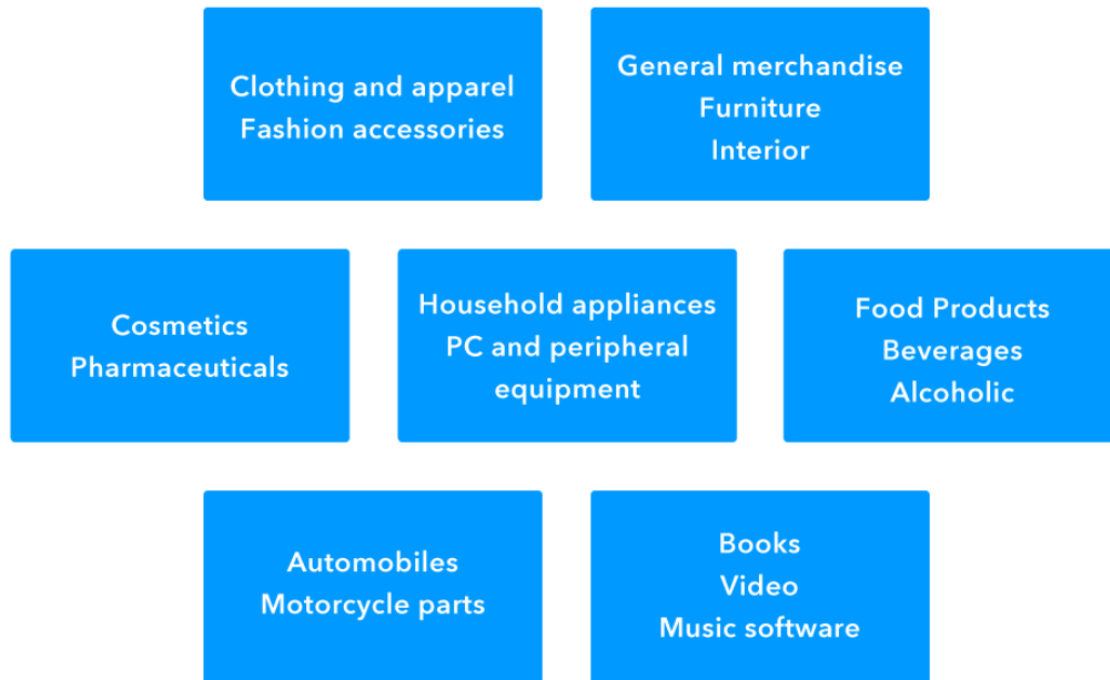 Clothing and apparel
Fashion accessories
General merchandise
Furniture
Interior
Cosmetics
Pharmaceuticals
Household appliances
PC and peripheral
equipment
Food Products
Beverages
Alcoholic
Automobiles
Motorcycle parts
Books
Video
Music software